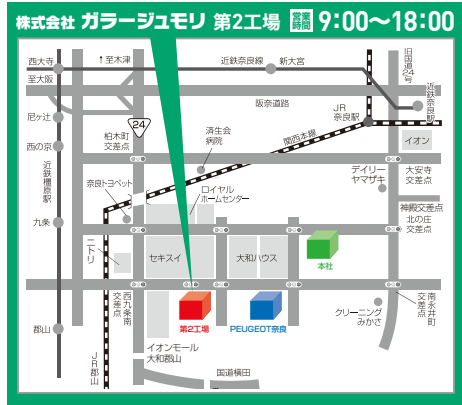 株式会社 ガラージュモリ 第2工場 営業時間 9:00〜18:00
西大寺
至大阪
↑至木津
近鉄奈良線
新大宮
旧国道24号
近鉄奈良駅
阪奈道路
JR
奈良駅
尼ヶ辻
24
柏木町
交差点
済生会
病院
関西本線
イオン
西の京
近鉄橿原駅
奈良トヨペット
ロイヤル
ホームセンター
デイリー
ヤマザキ
大安寺
交差点
神殿交差点
北の庄
交差点
九条
ニトリ
セキスイ
大和ハウス
本社
西九条南
交差点
第2工場
PEUGEOT奈良
クリーニング
みかさ
南永井町
交差点
郡山
JR郡山
イオンモール
大和郡山
国道横田